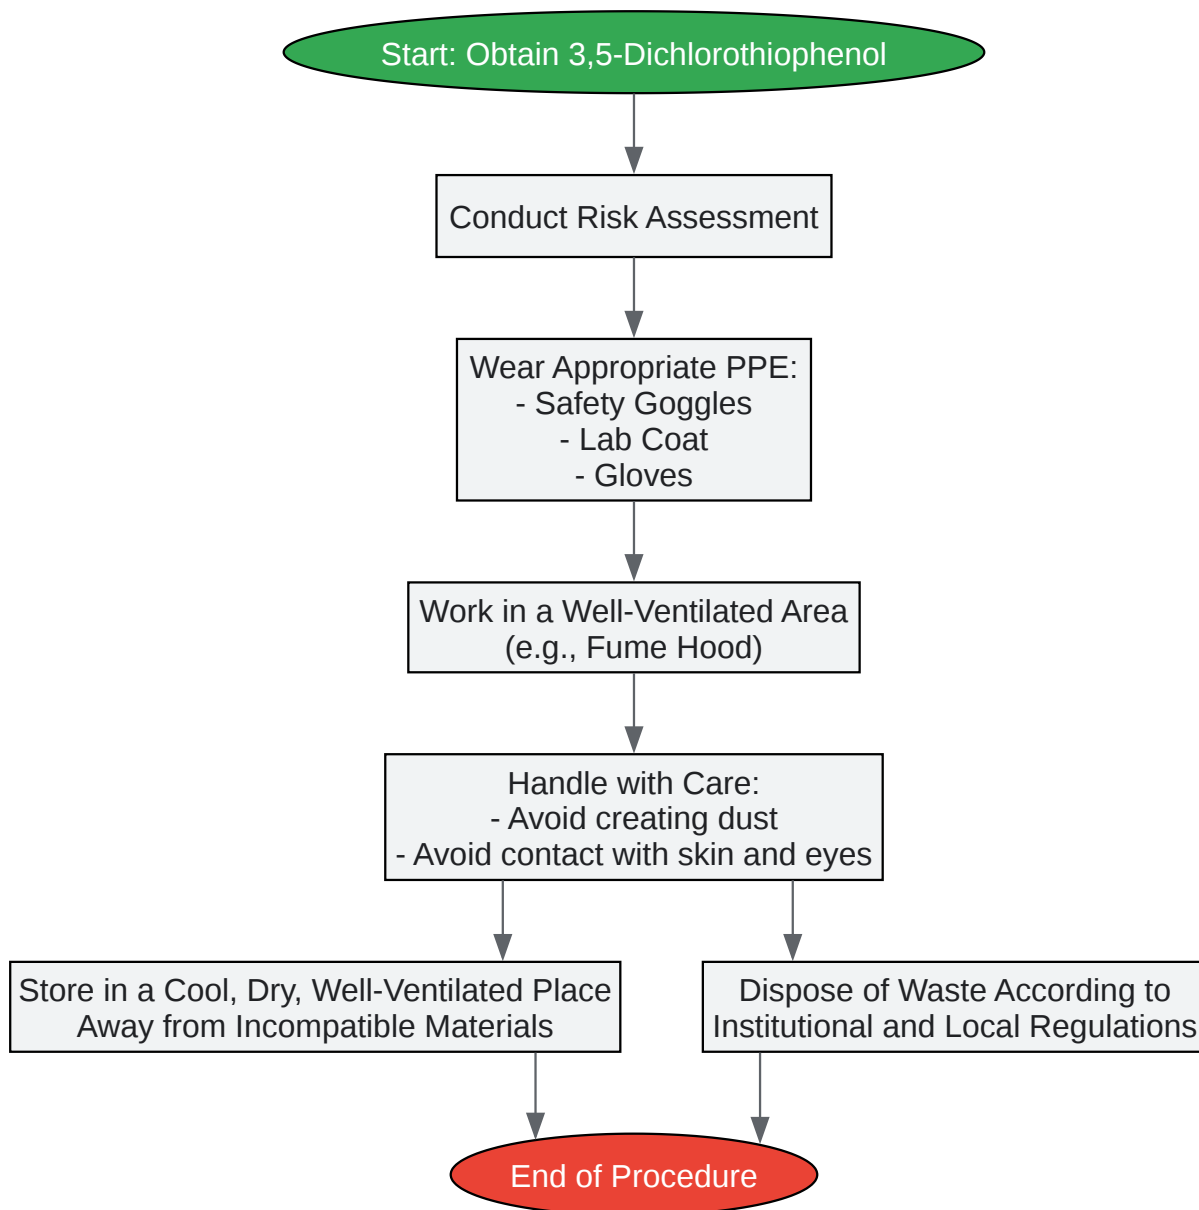 Start: Obtain 3,5-Dichlorothiophenol
Conduct Risk Assessment
Wear Appropriate PPE:
- Safety Goggles
- Lab Coat
- Gloves
Work in a Well-Ventilated Area
(e.g., Fume Hood)
Handle with Care:
- Avoid creating dust
- Avoid contact with skin and eyes
Store in a Cool, Dry, Well-Ventilated Place
Away from Incompatible Materials
Dispose of Waste According to
Institutional and Local Regulations
End of Procedure